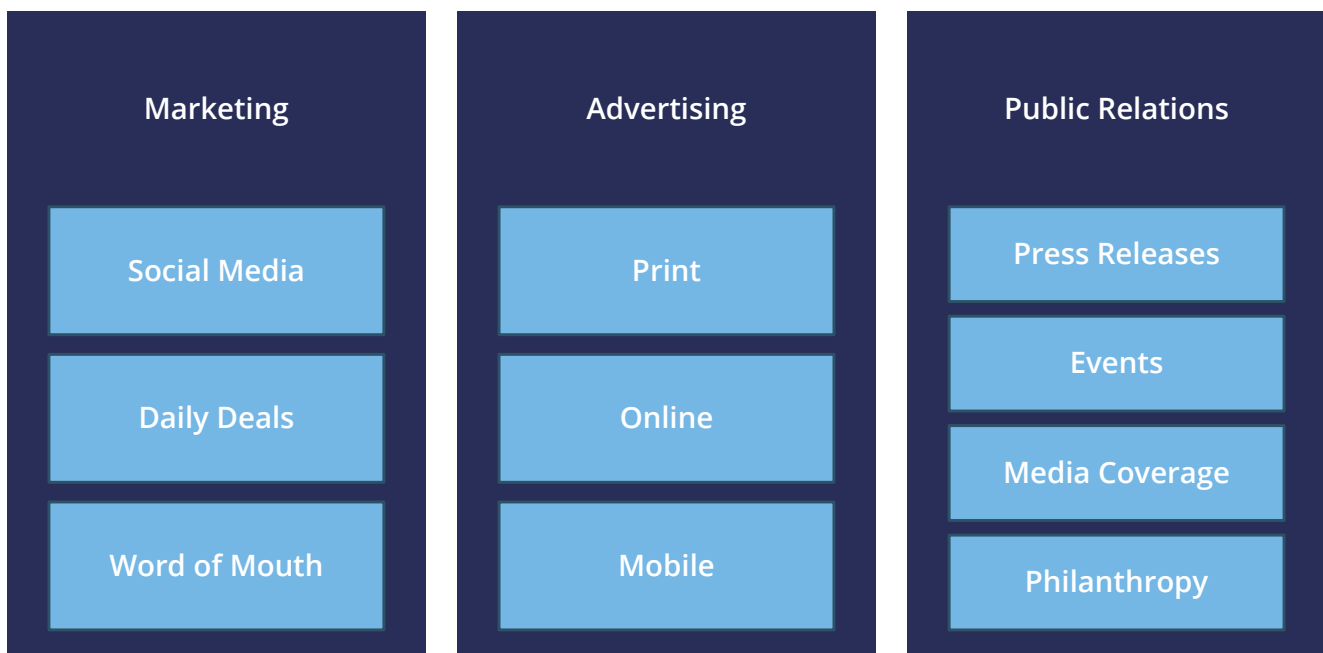 Marketing
Social Media
Daily Deals
Word of Mouth
Advertising
Print
Online
Mobile
Public Relations
Press Releases
Events
Media Coverage
Philanthropy